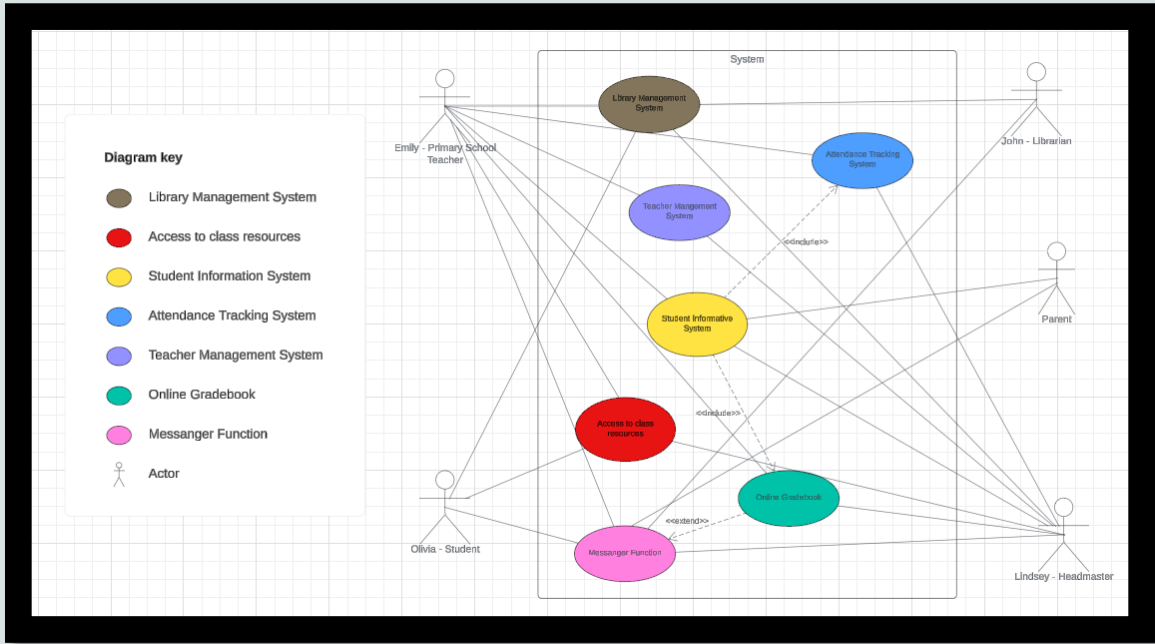 System
Library Management
System
Emily - Primary School
Teacher
John - Librarian
Attendance Tracking
System
Diagram key
Library Management System
Access to class resources
Student Information System
Attendance Tracking System
Teacher Management System
Online Gradebook
Messanger Function
Actor
Teacher Mangement
System
<<include>>
Student Informative
System
Parent
<<include>>
Access to class
resources
Online Gradebook
<<extend>>
Olivia - Student
Messanger Function
Lindsey - Headmaster